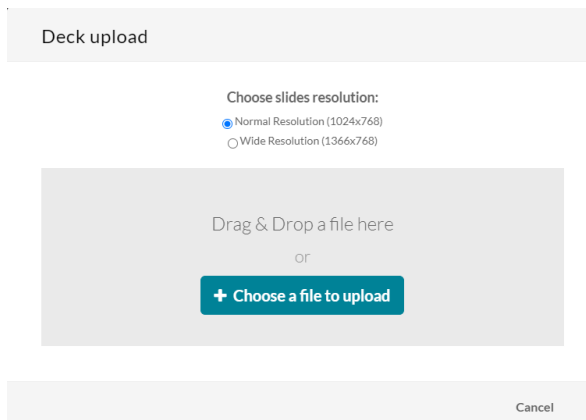 Deck upload
Choose slides resolution:
Normal Resolution (1024x768)
Wide Resolution (1366x768)
Drag & Drop a file here
or
+ Choose a file to upload
Cancel